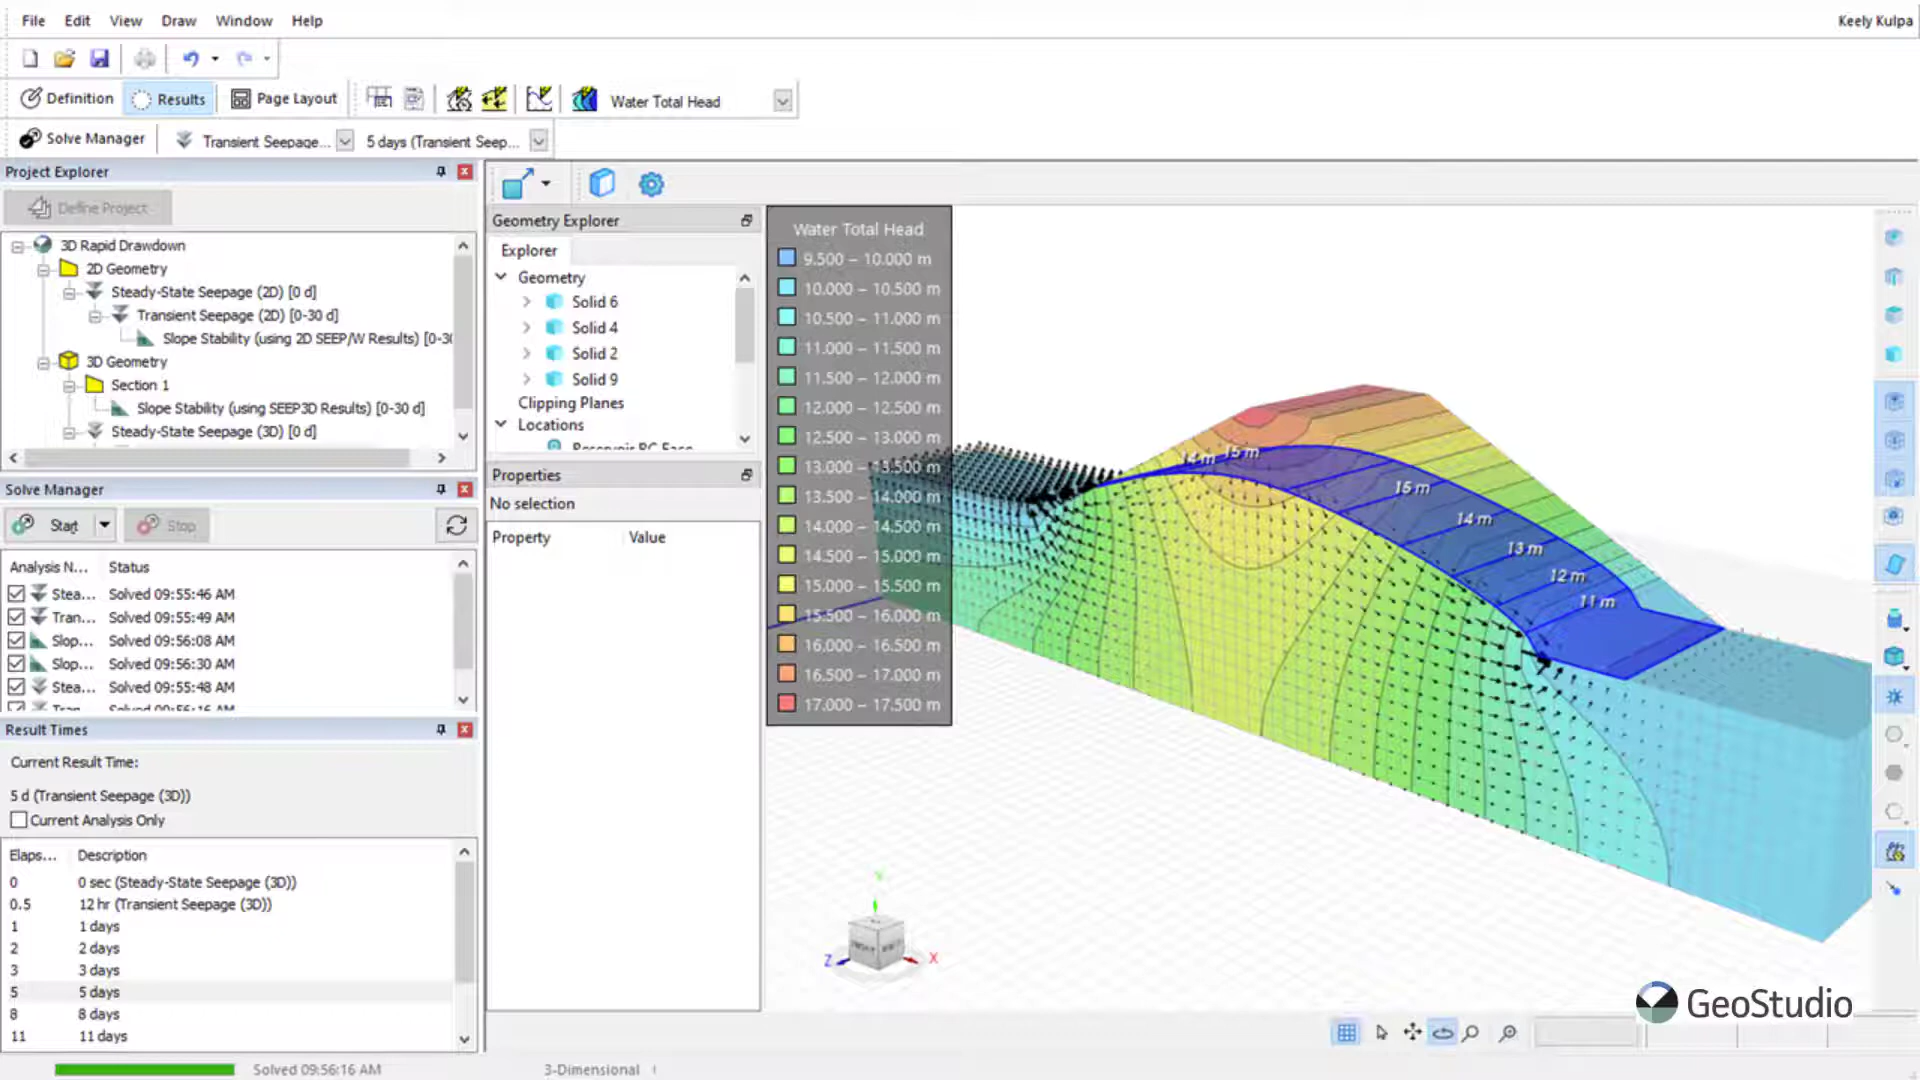 File Edit View Draw Window Help
Keely Kulpa
Definition Results Page Layout Water Total Head
Solve Manager Transient Seepage... 5 days (Transient Seep...
Project Explorer
Define Project
3D Rapid Drawdown
2D Geometry
Steady-State Seepage (2D) [0 d]
Transient Seepage (2D) [0-30 d]
Slope Stability (using 2D SEEP/W Results) [0-30
3D Geometry
Section 1
Slope Stability (using SEEP3D Results) [0-30 d]
Steady-State Seepage (3D) [0 d]
Solve Manager
Start Stop
Analysis N... Status
Stea... Solved 09:55:46 AM
Tran... Solved 09:55:49 AM
Slop... Solved 09:56:08 AM
Slop... Solved 09:56:30 AM
Stea... Solved 09:55:48 AM
Tran... Solved 09:56:16 AM
Result Times
Current Result Time:
5 d (Transient Seepage (3D))
Current Analysis Only
Elaps... Description
0 0 sec (Steady-State Seepage (3D))
0.5 12 hr (Transient Seepage (3D))
1 1 days
2 2 days
3 3 days
5 5 days
8 8 days
11 11 days
Solved 09:56:16 AM
3-Dimensional
Geometry Explorer
Explorer
Geometry
Solid 6
Solid 4
Solid 2
Solid 9
Clipping Planes
Locations
Reservoir BC Face
Properties
No selection
Property Value
Water Total Head
9.500 – 10.000 m
10.000 – 10.500 m
10.500 – 11.000 m
11.000 – 11.500 m
11.500 – 12.000 m
12.000 – 12.500 m
12.500 – 13.000 m
13.000 – 13.500 m
13.500 – 14.000 m
14.000 – 14.500 m
14.500 – 15.000 m
15.000 – 15.500 m
15.500 – 16.000 m
16.000 – 16.500 m
16.500 – 17.000 m
17.000 – 17.500 m
14 m 15 m
15 m
14 m
13 m
12 m
11 m
Y
Z
X
GeoStudio